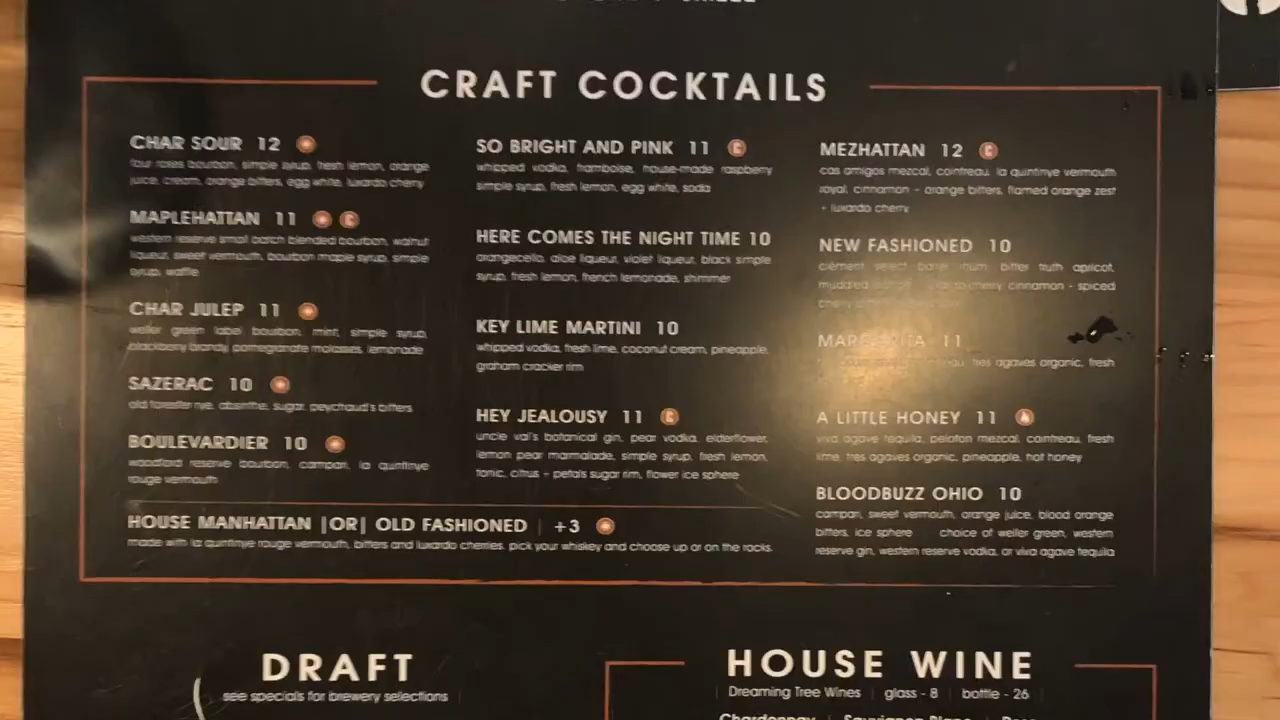 CRAFT COCKTAILS
CHAR SOUR 12
four roses bourbon, simple syrup, fresh lemon, orange
juice, cream, orange bitters, egg white, luxardo cherry
MAPLEHATTAN 11
western reserve small batch blended bourbon, walnut
liqueur, sweet vermouth, bourbon maple syrup, simple
syrup, waffle
CHAR JULEP 11
weller green label bourbon, mint, simple syrup,
blackberry brandy, pomegranate molasses, lemonade
SAZERAC 10
old forester rye, absinthe, sugar, peychaud's bitters
BOULEVARDIER 10
woodford reserve bourbon, campari, la quintinye
rouge vermouth
SO BRIGHT AND PINK 11
whipped vodka, framboise, house-made raspberry
simple syrup, fresh lemon, egg white, soda
HERE COMES THE NIGHT TIME 10
orangecello, aloe liqueur, violet liqueur, black simple
syrup, fresh lemon, french lemonade, shimmer
KEY LIME MARTINI 10
whipped vodka, fresh lime, coconut cream, pineapple,
graham cracker rim
HEY JEALOUSY 11
uncle val's botanical gin, pear vodka, elderflower,
lemon pear marmalade, simple syrup, fresh lemon,
tonic, citrus - petals sugar rim, flower ice sphere
MEZHATTAN 12
cas amigos mezcal, cointreau, la quintinye vermouth
royal, cinnamon - orange bitters, flamed orange zest
+ luxardo cherry
NEW FASHIONED 10
clément select barrel rhum, bitter truth apricot,
muddled cherry, cinnamon - spiced
cherry
MARGARITA 11
tres agaves organic, fresh
A LITTLE HONEY 11
viva agave tequila, peloton mezcal, cointreau, fresh
lime, tres agaves organic, pineapple, hot honey
BLOODBUZZ OHIO 10
campari, sweet vermouth, orange juice, blood orange
bitters, ice sphere choice of weller green, western
reserve gin, western reserve vodka, or viva agave tequila
HOUSE MANHATTAN |OR| OLD FASHIONED | +3
made with la quintinye rouge vermouth, bitters and luxardo cherries. pick your whiskey and choose up or on the rocks.
DRAFT
see specials for brewery selections
HOUSE WINE
| Dreaming Tree Wines | glass - 8 | bottle - 26 |
Chardonnay | Sauvignon Blanc |